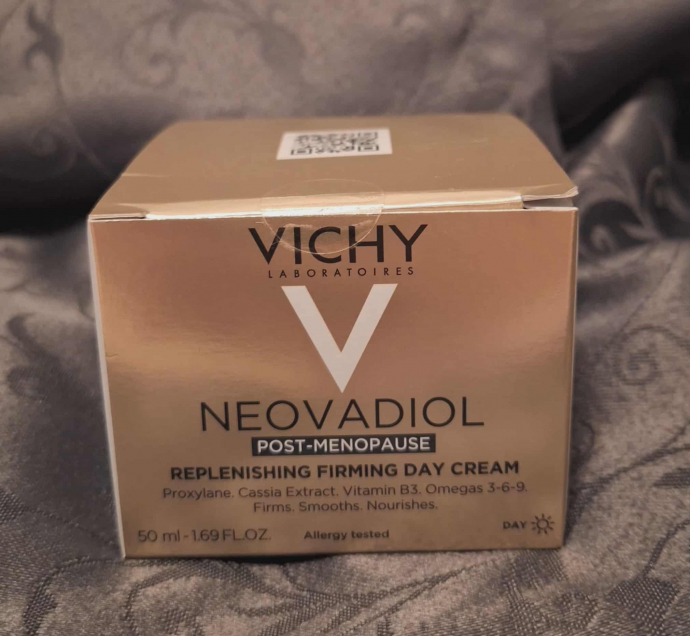 VICHY
LABORATOIRES
NEOVADIOL
POST-MENOPAUSE
REPLENISHING FIRMING DAY CREAM
Proxylane. Cassia Extract. Vitamin B3. Omegas 3-6-9.
Firms. Smooths. Nourishes.
50 ml - 1.69 FL.OZ. Allergy tested DAY